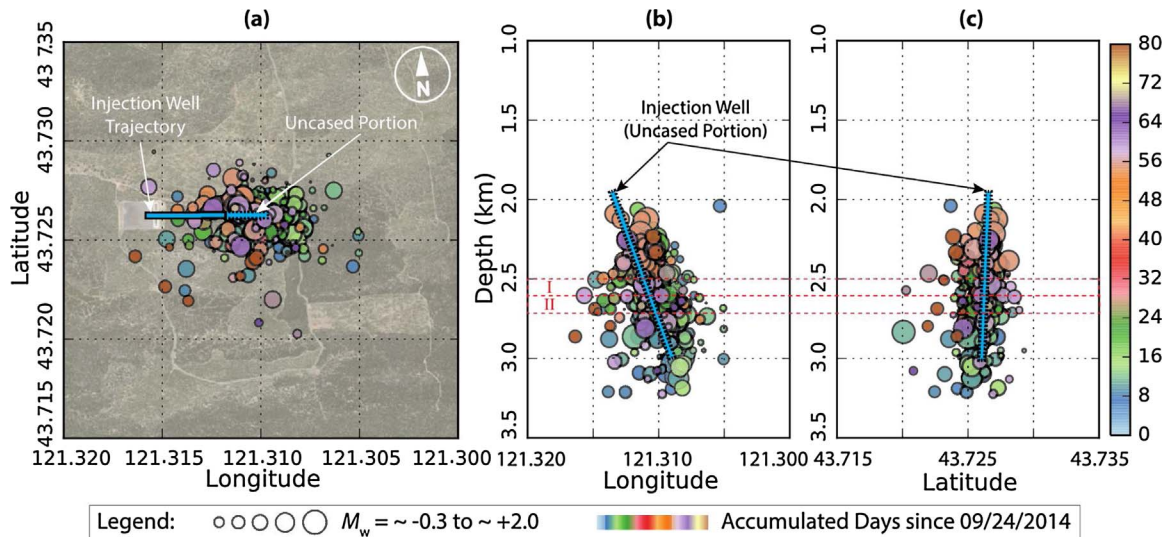 (a)
(b)
(c)
43.735
43.730
43.725
43.720
43.715
Latitude
Injection Well
Trajectory
Uncased Portion
N
121.320
121.315
121.310
121.305
121.300
Longitude
1.0
1.5
2.0
2.5
3.0
3.5
Depth (km)
Injection Well
(Uncased Portion)
I
II
121.320
121.310
121.300
Longitude
1.0
1.5
2.0
2.5
3.0
3.5
43.715
43.725
43.735
Latitude
80
72
64
56
48
40
32
24
16
8
0
Legend:
Mw = ~ -0.3 to ~ +2.0
Accumulated Days since 09/24/2014